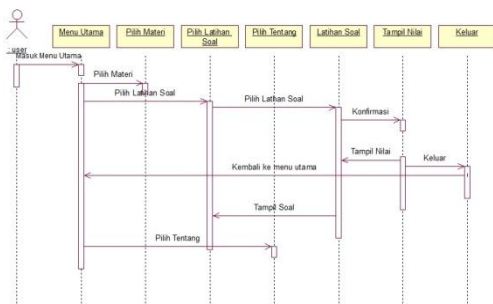 Menu Utama
Pilih Materi
Pilih Latihan
Soal
Pilih Tentang
Latihan Soal
Tampil Nilai
Keluar
: user
Masuk Menu Utama
Pilih Materi
Pilih Latihan Soal
Pilih Lathan Soal
Konfirmasi
Tampil Nilai
Keluar
Kembali ke menu utama
Tampil Soal
Pilih Tentang